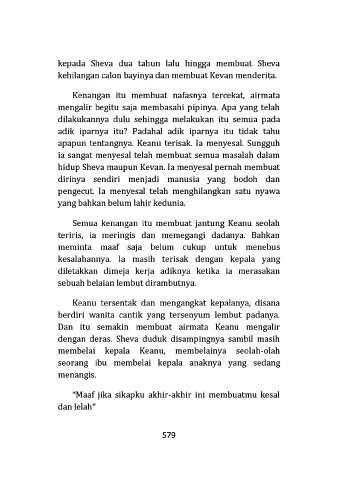 kepada Sheva dua tahun lalu hingga membuat Sheva
kehilangan calon bayinya dan membuat Kevan menderita.
Kenangan itu membuat nafasnya tercekat, airmata
mengalir begitu saja membasahi pipinya. Apa yang telah
dilakukannya dulu sehingga melakukan itu semua pada
adik iparnya itu? Padahal adik iparnya itu tidak tahu
apapun tentangnya. Keanu terisak. Ia menyesal. Sungguh
ia sangat menyesal telah membuat semua masalah dalam
hidup Sheva maupun Kevan. Ia menyesal pernah membuat
dirinya sendiri menjadi manusia yang bodoh dan
pengecut. Ia menyesal telah menghilangkan satu nyawa
yang bahkan belum lahir kedunia.
Semua kenangan itu membuat jantung Keanu seolah
teriris, ia meringis dan memegangi dadanya. Bahkan
meminta maaf saja belum cukup untuk menebus
kesalahannya. Ia masih terisak dengan kepala yang
diletakkan dimeja kerja adiknya ketika ia merasakan
sebuah belaian lembut dirambutnya.
Keanu tersentak dan mengangkat kepalanya, disana
berdiri wanita cantik yang tersenyum lembut padanya.
Dan itu semakin membuat airmata Keanu mengalir
dengan deras. Sheva duduk disampingnya sambil masih
membelai kepala Keanu, membelainya seolah-olah
seorang ibu membelai kepala anaknya yang sedang
menangis.
"Maaf jika sikapku akhir-akhir ini membuatmu kesal
dan lelah"
579